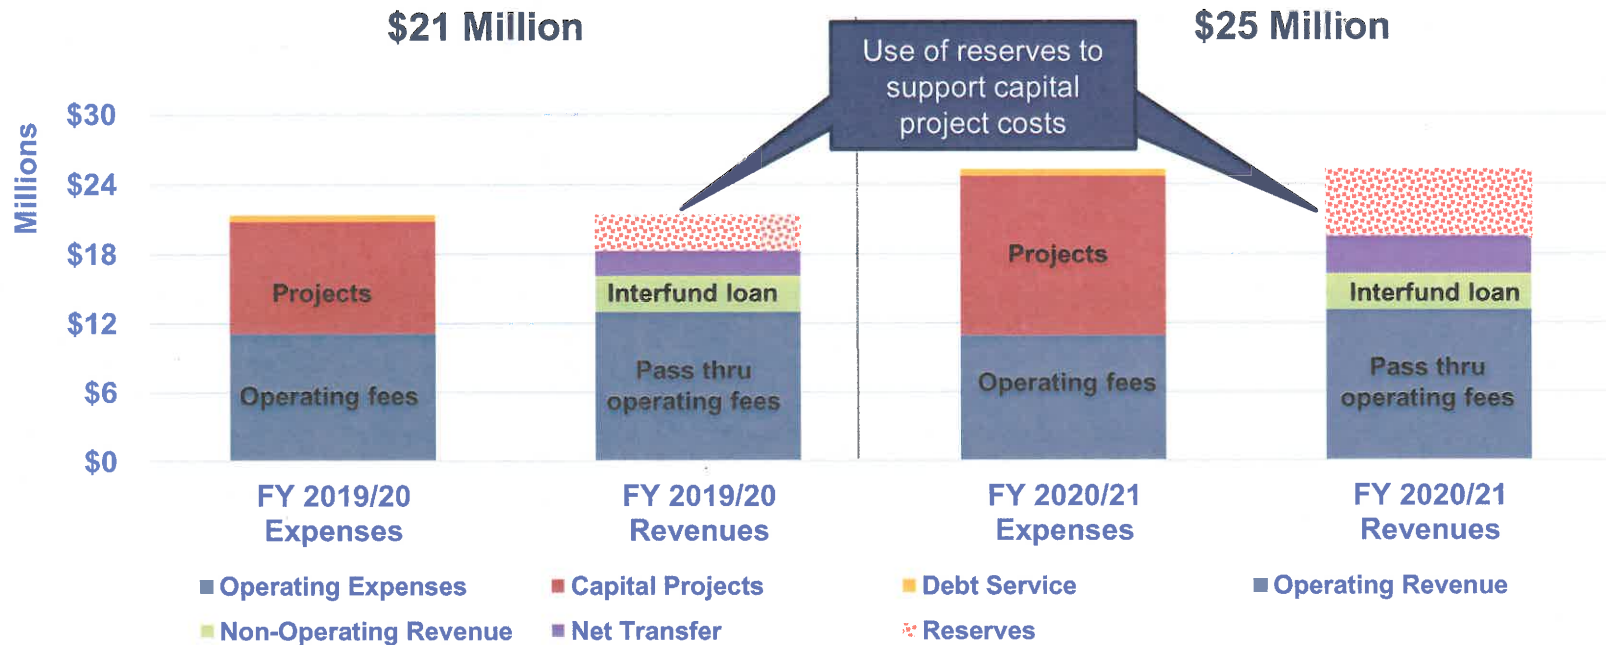 $21 Million
$25 Million
Use of reserves to
support capital
project costs
Millions
$30
$24
$18
$12
$6
$0
Projects
Operating fees
Interfund loan
Pass thru
operating fees
Projects
Operating fees
Interfund loan
Pass thru
operating fees
FY 2019/20
Expenses
FY 2019/20
Revenues
FY 2020/21
Expenses
FY 2020/21
Revenues
Operating Expenses
Capital Projects
Debt Service
Operating Revenue
Non-Operating Revenue
Net Transfer
Reserves